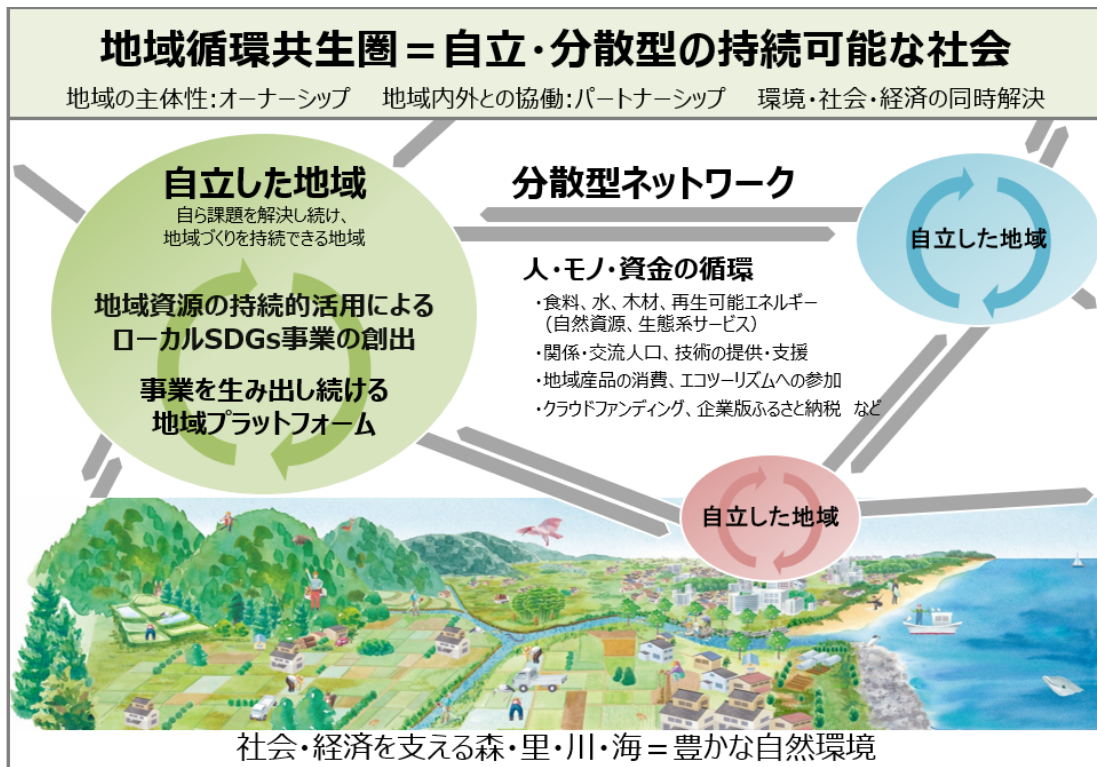 地域循環共生圏＝自立・分散型の持続可能な社会
地域の主体性:オーナーシップ　地域内外との協働:パートナーシップ　環境・社会・経済の同時解決
自立した地域
自ら課題を解決し続け、
地域づくりを持続できる地域
地域資源の持続的活用による
ローカルSDGs事業の創出
事業を生み出し続ける
地域プラットフォーム
分散型ネットワーク
人・モノ・資金の循環
・食料、水、木材、再生可能エネルギー
（自然資源、生態系サービス）
・関係・交流人口、技術の提供・支援
・地域産品の消費、エコツーリズムへの参加
・クラウドファンディング、企業版ふるさと納税　など
自立した地域
自立した地域
社会・経済を支える森・里・川・海＝豊かな自然環境